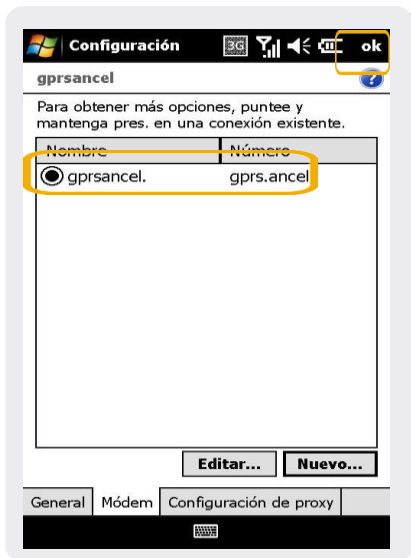 Configuración 3G ok
gprsancel
Para obtener más opciones, puntee y
mantenga pres. en una conexión existente.
Nombre Número
gprsancel. gprs.ancel
Editar... Nuevo...
General Módem Configuración de proxy